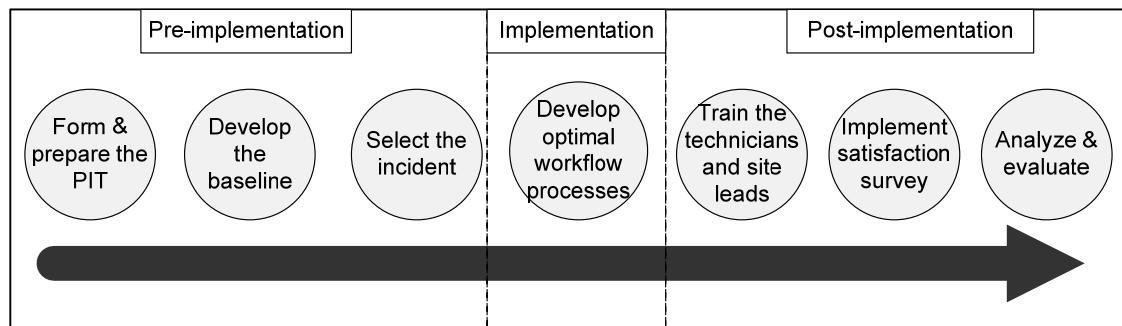 Pre-implementation
Implementation
Post-implementation
Form &
prepare the
PIT
Develop
the
baseline
Select the
incident
Develop
optimal
workflow
processes
Train the
technicians
and site
leads
Implement
satisfaction
survey
Analyze &
evaluate